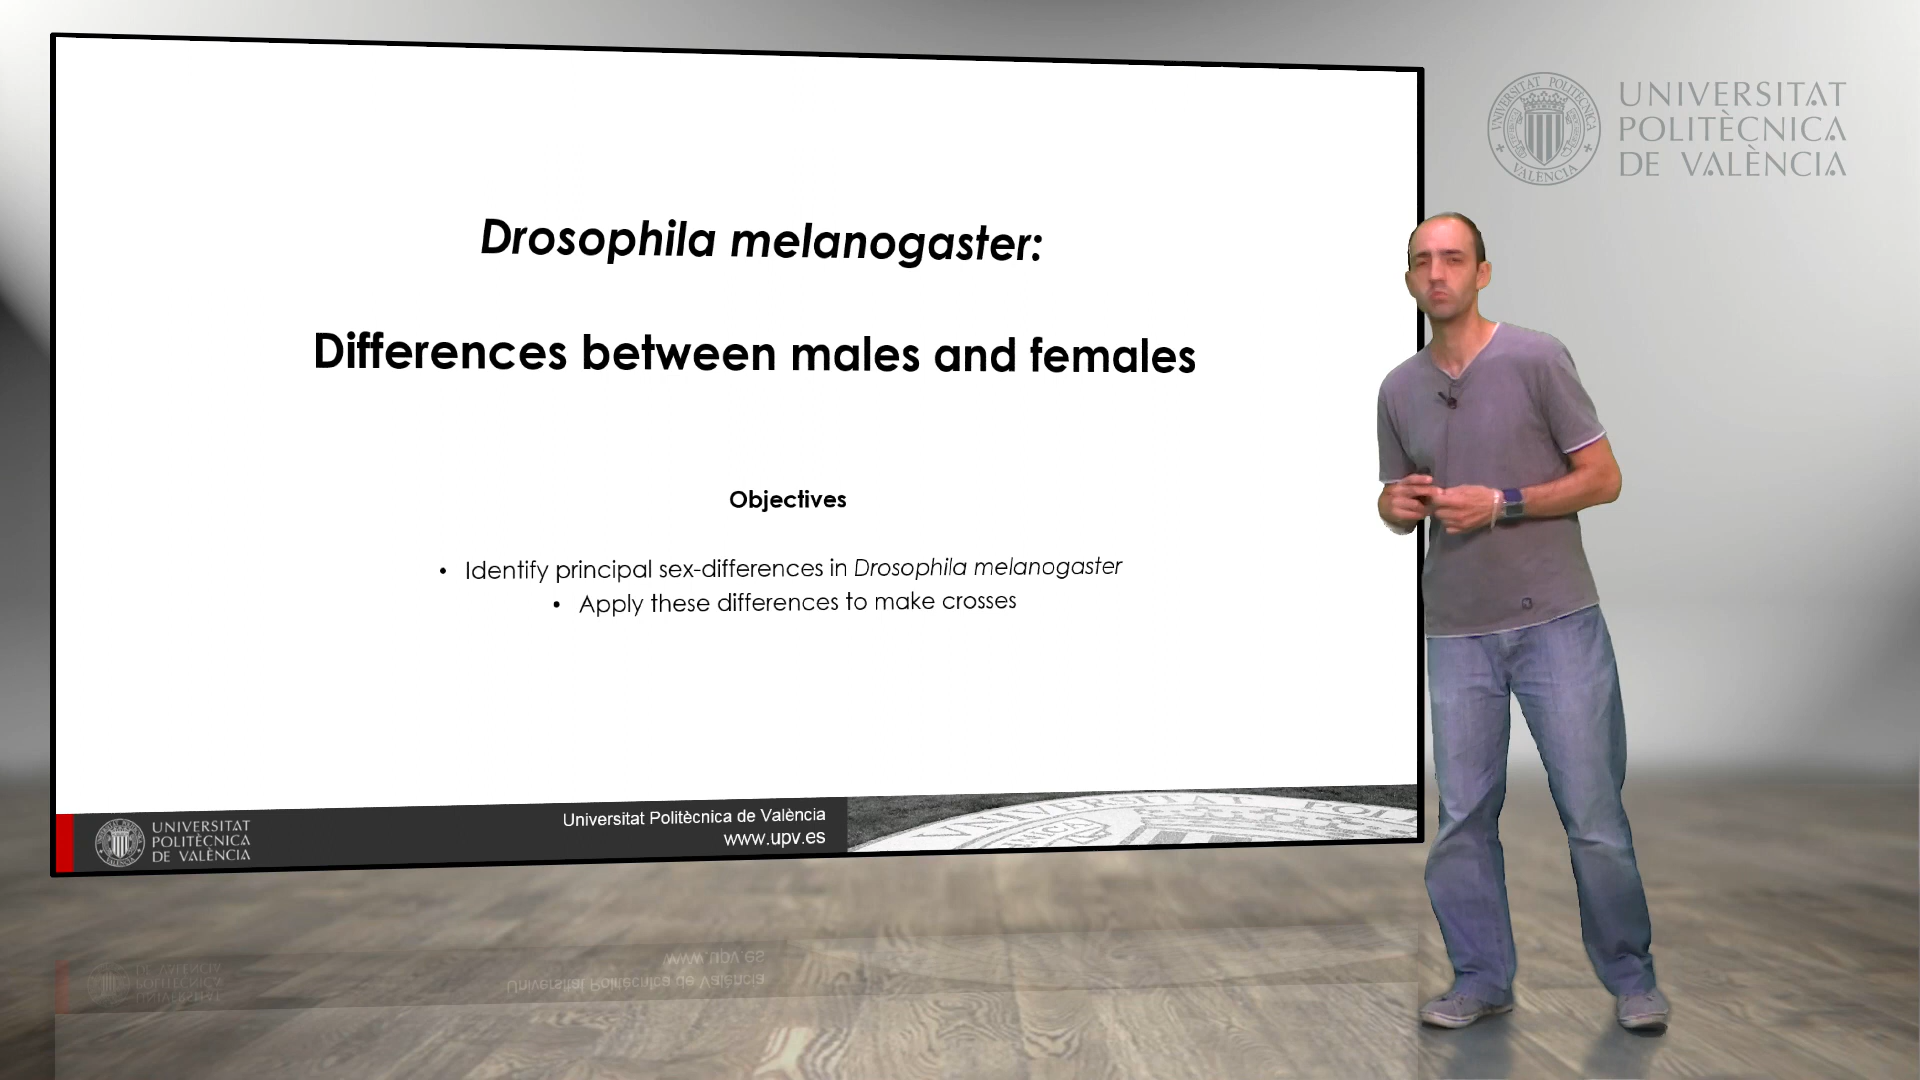 Drosophila melanogaster:
Differences between males and females
Objectives
• Identify principal sex-differences in Drosophila melanogaster
• Apply these differences to make crosses
UNIVERSITAT
POLITÈCNICA
DE VALÈNCIA
Universitat Politècnica de València
www.upv.es
UNIVERSITAT
POLITÈCNICA
DE VALÈNCIA